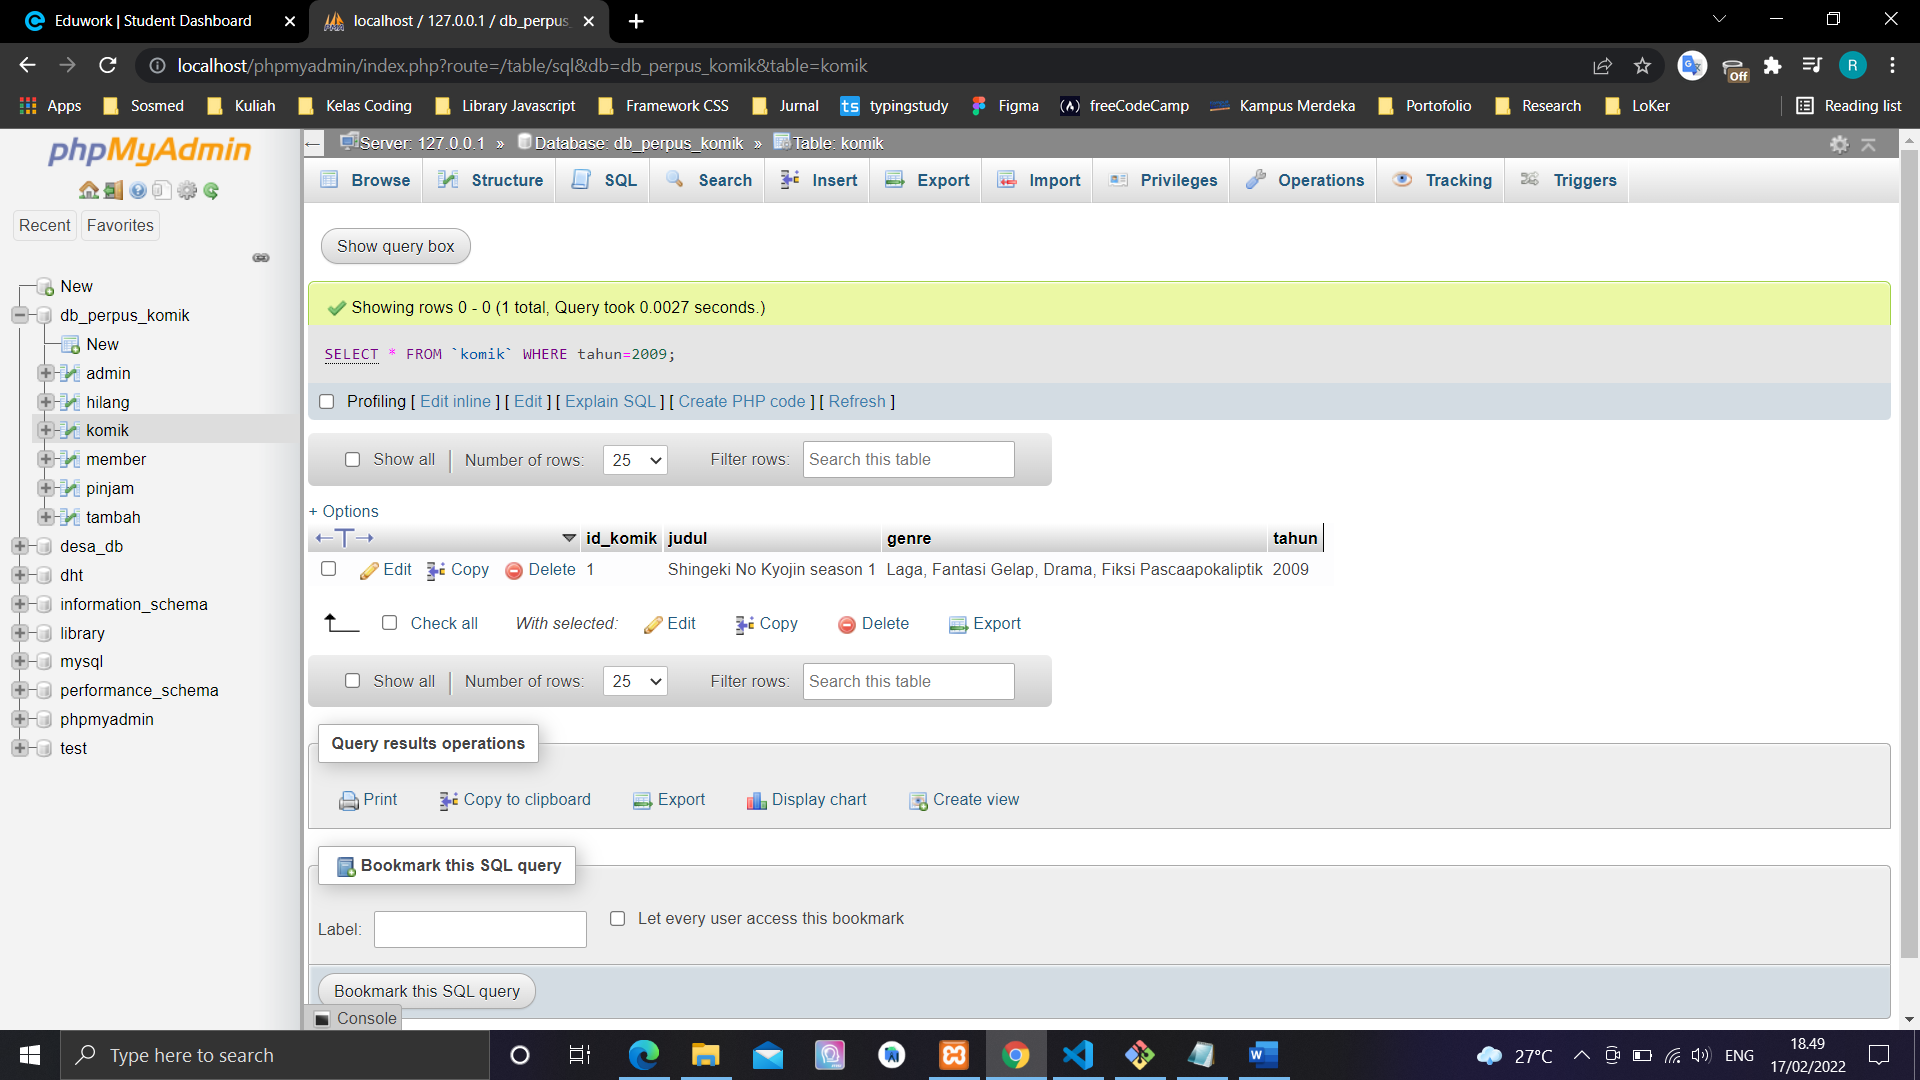 Eduwork | Student Dashboard
localhost / 127.0.0.1 / db_perpus_
localhost/phpmyadmin/index.php?route=/table/sql&db=db_perpus_komik&table=komik
Off
R
Apps Sosmed Kuliah Kelas Coding Library Javascript Framework CSS Jurnal ts typingstudy Figma freeCodeCamp Kampus Merdeka Portofolio Research LoKer Reading list
phpMyAdmin
Recent Favorites
New
db_perpus_komik
New
admin
hilang
komik
member
pinjam
tambah
desa_db
dht
information_schema
library
mysql
performance_schema
phpmyadmin
test
Server: 127.0.0.1 » Database: db_perpus_komik » Table: komik
Browse Structure SQL Search Insert Export Import Privileges Operations Tracking Triggers
Show query box
Showing rows 0 - 0 (1 total, Query took 0.0027 seconds.)
SELECT * FROM `komik` WHERE tahun=2009;
Profiling [ Edit inline ] [ Edit ] [ Explain SQL ] [ Create PHP code ] [ Refresh ]
Show all | Number of rows: 25 Filter rows: Search this table
+ Options
id_komik judul genre tahun
Edit Copy Delete 1 Shingeki No Kyojin season 1 Laga, Fantasi Gelap, Drama, Fiksi Pascaapokaliptik 2009
Check all With selected: Edit Copy Delete Export
Show all | Number of rows: 25 Filter rows: Search this table
Query results operations
Print Copy to clipboard Export Display chart Create view
Bookmark this SQL query
Label: Let every user access this bookmark
Bookmark this SQL query
Console
Type here to search
27°C
ENG
18.49
17/02/2022